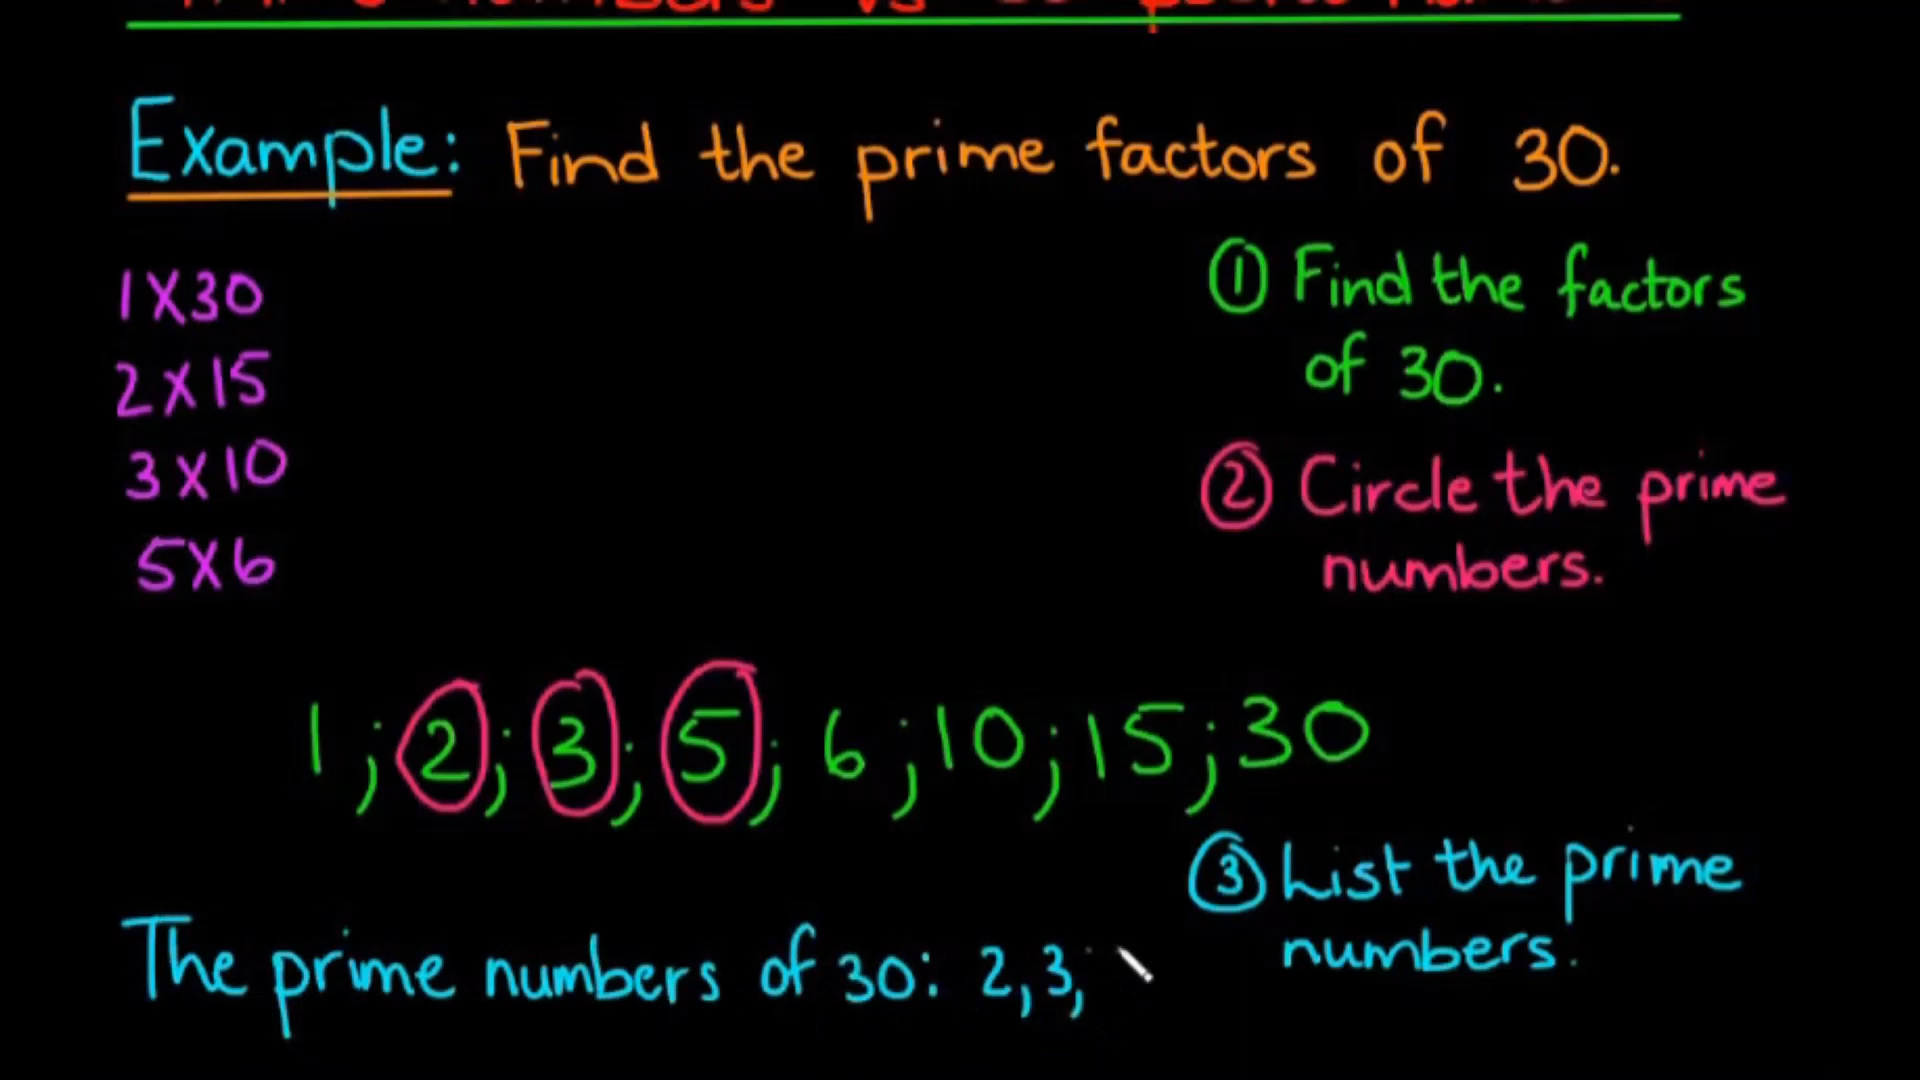 Example: Find the prime factors of 30.
1X30
2X15
3X10
5X6
① Find the factors
of 30.
② Circle the prime
numbers.
1; 2; 3; 5; 6; 10; 15; 30
③ List the prime
numbers.
The prime numbers of 30: 2, 3,